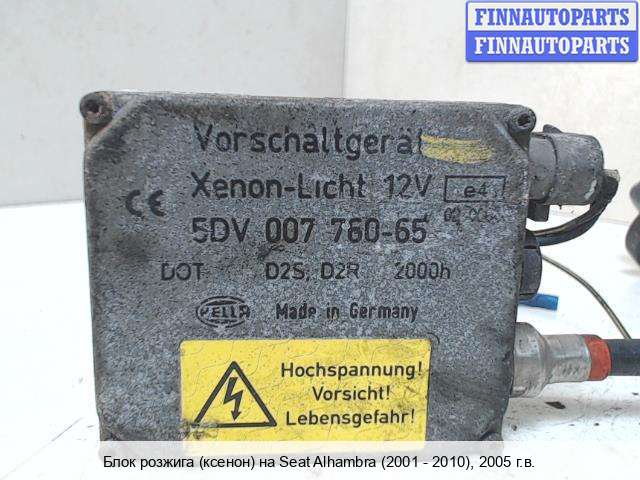 FINNAUTOPARTS
FINNAUTOPARTS
Vorschaltgerät
Xenon-Licht 12V e4
CE
5DV 007 760-65
DOT D2S, D2R 2000h
HELLA Made in Germany
Hochspannung!
Vorsicht!
Lebensgefahr!
Блок розжига (ксенон) на Seat Alhambra (2001 - 2010), 2005 г.в.